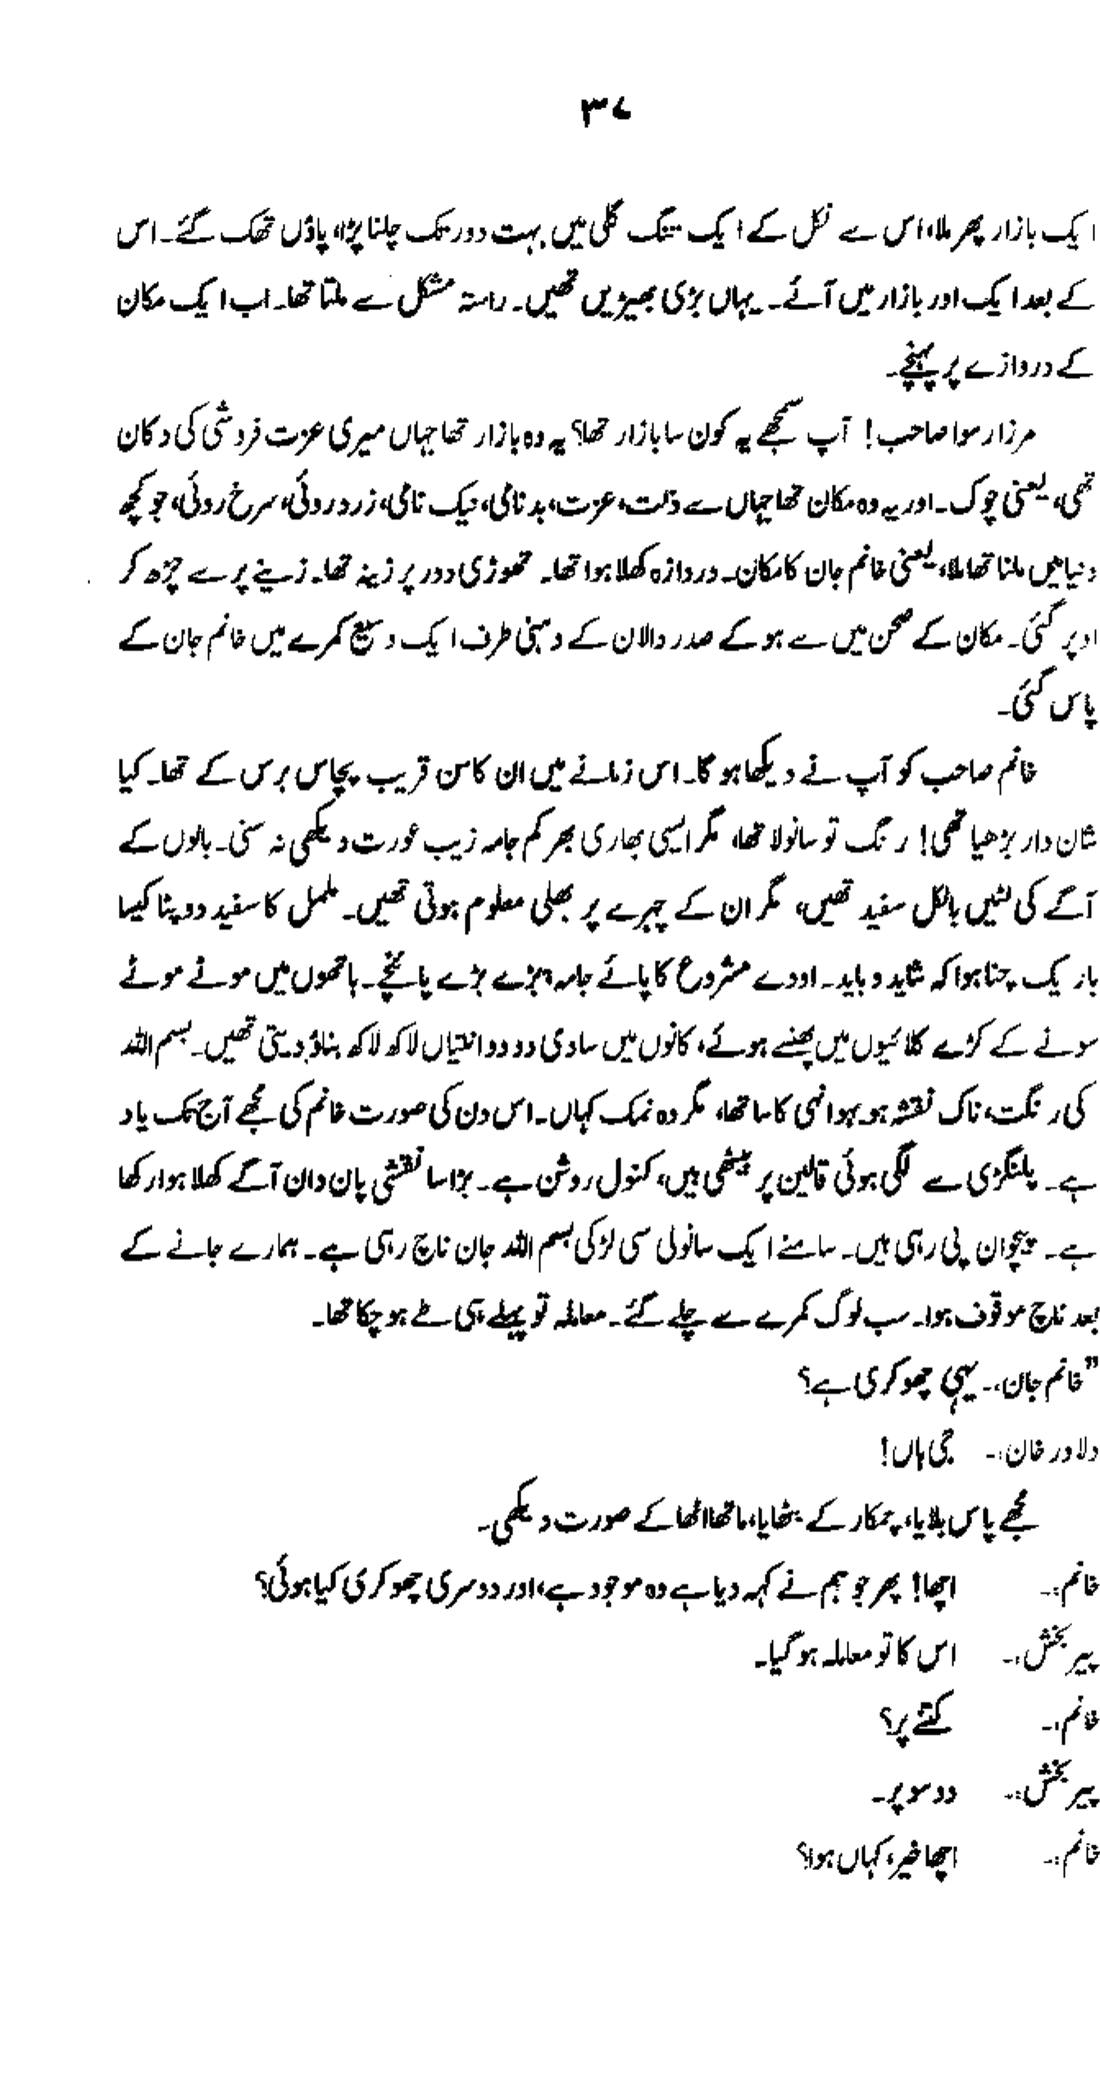 ۳۷
ایک بازار پھر ملا، اس سے نکل کے ایک تنگ گلی میں بہت دور تک چلنا پڑا، پاؤں تھک گئے۔ اس
کے بعد ایک اور بازار میں آئے۔ یہاں بڑی بھیڑیں تھیں۔ راستہ مشکل سے ملتا تھا۔ اب ایک مکان
کے دروازے پر پہنچے۔
مرزا رسوا صاحب! آپ سمجھے یہ کون سا بازار تھا؟ یہ وہ بازار تھا جہاں میری عزت فروشی کی دکان
تھی، یعنی چوک۔ اور یہ وہ مکان تھا جہاں سے ذلت، عزت، بدنامی، نیک نامی، زرد روئی، سرخ روئی، جو کچھ
دنیا میں ملنا تھا ملا، یعنی خانم جان کا مکان۔ دروازہ کھلا ہوا تھا۔ تھوڑی دور پر زینہ تھا۔ زینے پر سے چڑھ کر
اوپر گئی۔ مکان کے صحن میں سے ہو کے صدر دالان کے دہنی طرف ایک وسیع کمرے میں خانم جان کے
پاس گئی۔
خانم صاحب کو آپ نے دیکھا ہو گا۔ اس زمانے میں ان کا سن قریب پچاس برس کے تھا۔ کیا
شان دار بڑھیا تھی! رنگ تو سانولا تھا، مگر ایسی بھاری بھر کم جامہ زیب عورت دیکھی نہ سنی۔ بالوں کے
آگے کی لٹیں بالکل سفید تھیں، مگر ان کے چہرے پر بھلی معلوم ہوتی تھیں۔ ململ کا سفید دوپٹا کیسا
باریک چنا ہوا کہ شاید و باید۔ اودے مشروع کا پائے جامہ، بڑے بڑے پائنچے۔ ہاتھوں میں موٹے موٹے
سونے کے کڑے کلائیوں میں پھنسے ہوئے، کانوں میں سادی دو دو انتیاں لاکھ لاکھ بناؤ دیتی تھیں۔ بسم اللہ
کی رنگت، ناک نقشہ ہو بہو انہی کا سا تھا، مگر وہ نمک کہاں۔ اس دن کی صورت خانم کی مجھے آج تک یاد
ہے۔ پلنگڑی سے لگی ہوئی قالین پر بیٹھی ہیں، کنول روشن ہے۔ بڑا سا نقشی پان دان آگے کھلا ہوا رکھا
ہے۔ پیچوان پی رہی ہیں۔ سامنے ایک سانولی سی لڑکی بسم اللہ جان ناچ رہی ہے۔ ہمارے جانے کے
بعد ناچ موقوف ہوا۔ سب لوگ کمرے سے چلے گئے۔ معاملہ تو پہلے ہی طے ہو چکا تھا۔
"خانم جان:۔ یہی چھوکری ہے؟
دلاور خان:۔ جی ہاں!
مجھے پاس بلایا، چمکار کے بٹھایا، ماتھا اٹھا کے صورت دیکھی۔
خانم:۔ اچھا! پھر جو ہم نے کہہ دیا ہے وہ موجود ہے، اور دوسری چھوکری کیا ہوئی؟
پیر بخش:۔ اس کا تو معاملہ ہو گیا۔
خانم:۔ کتنے پر؟
پیر بخش:۔ دو سو پر۔
خانم:۔ اچھا خیر، کہاں ہوا؟